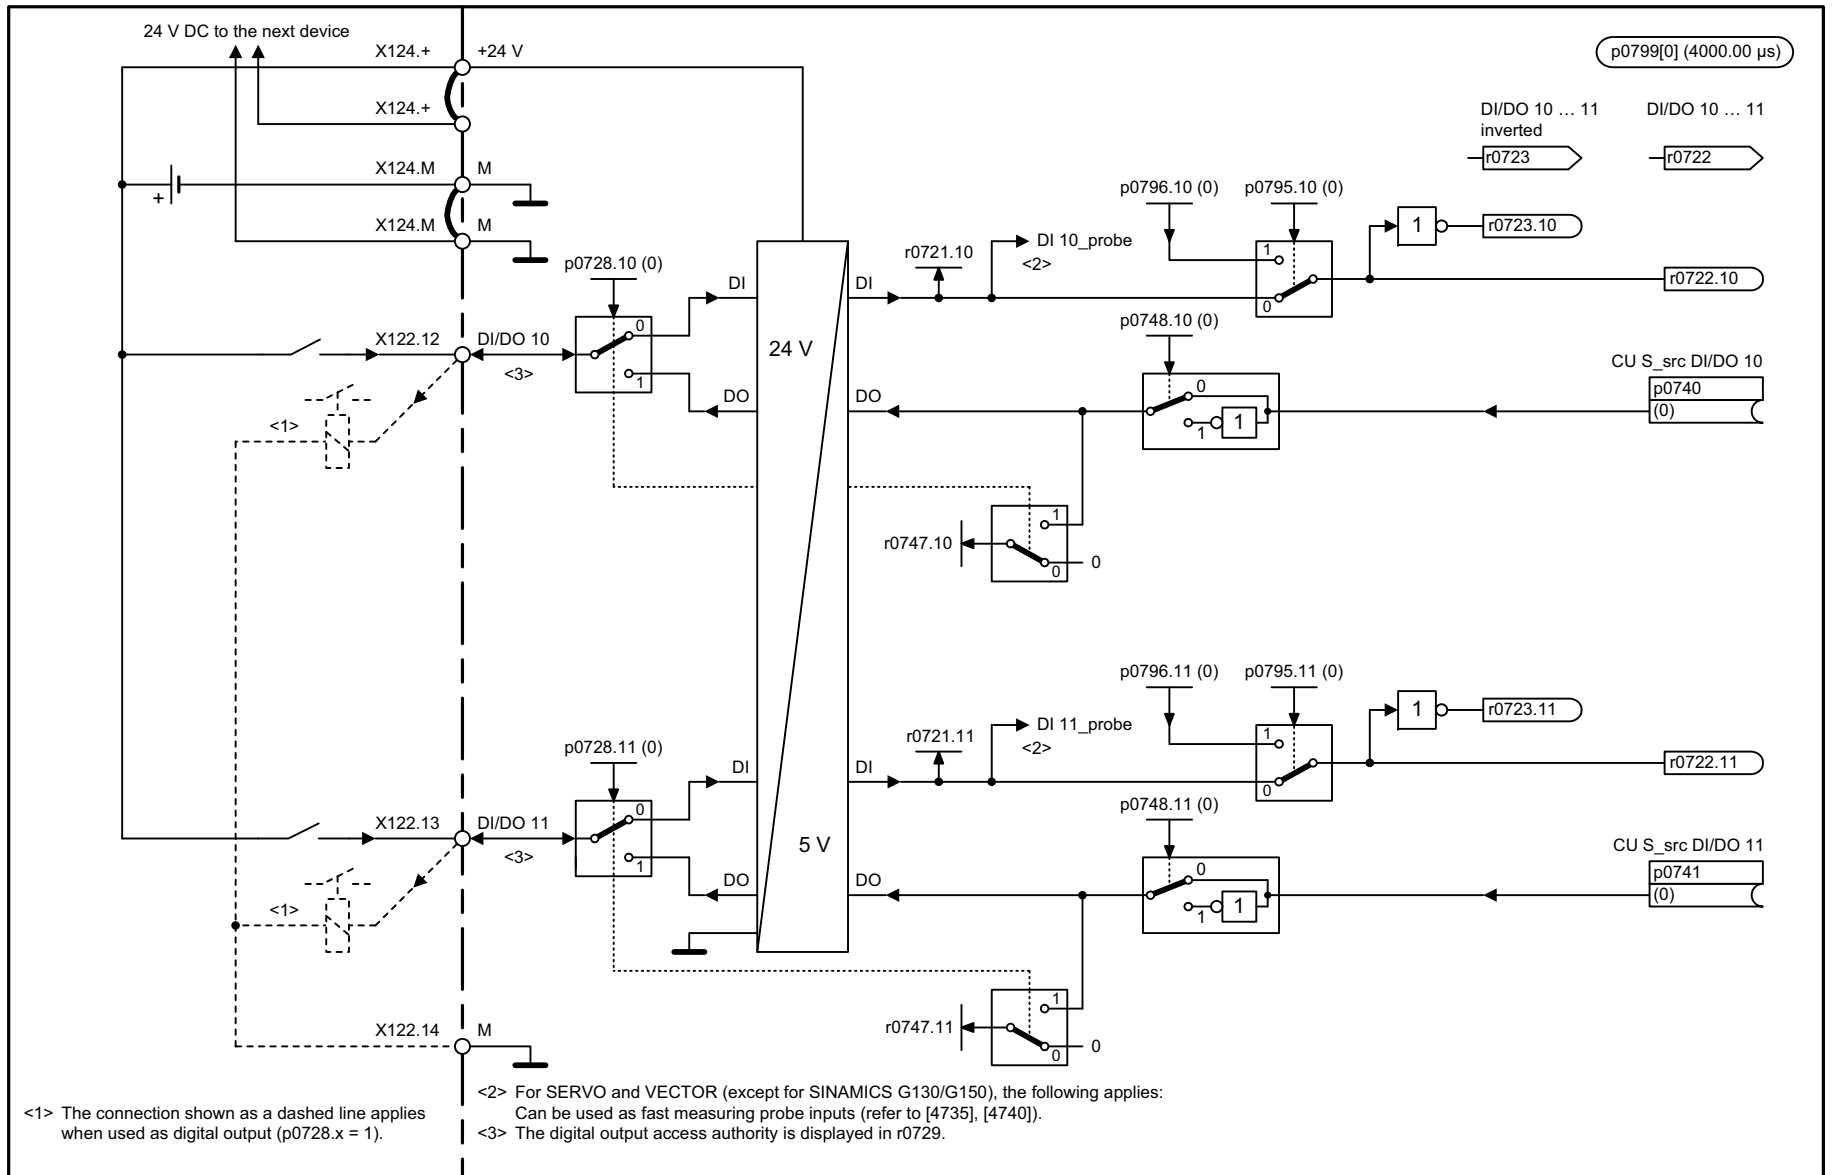 24 V DC to the next device
X124.+
+24 V
p0799[0] (4000.00 µs)
X124.+
DI/DO 10 … 11
inverted
DI/DO 10 … 11
r0723
r0722
X124.M
M
+
X124.M
M
p0796.10 (0)
p0795.10 (0)
1
r0723.10
DI 10_probe
<2>
r0721.10
1
0
r0722.10
p0728.10 (0)
DI
DI
p0748.10 (0)
X122.12
DI/DO 10
<3>
0
1
24 V
DO
DO
0
1
1
CU S_src DI/DO 10
p0740
(0)
<1>
1
0
0
r0747.10
p0796.11 (0)
p0795.11 (0)
1
r0723.11
DI 11_probe
<2>
r0721.11
1
0
r0722.11
p0728.11 (0)
DI
DI
p0748.11 (0)
X122.13
DI/DO 11
<3>
0
1
5 V
DO
DO
0
1
1
CU S_src DI/DO 11
p0741
(0)
<1>
1
0
0
r0747.11
X122.14
M
<1> The connection shown as a dashed line applies
when used as digital output (p0728.x = 1).
<2> For SERVO and VECTOR (except for SINAMICS G130/G150), the following applies:
Can be used as fast measuring probe inputs (refer to [4735], [4740]).
<3> The digital output access authority is displayed in r0729.